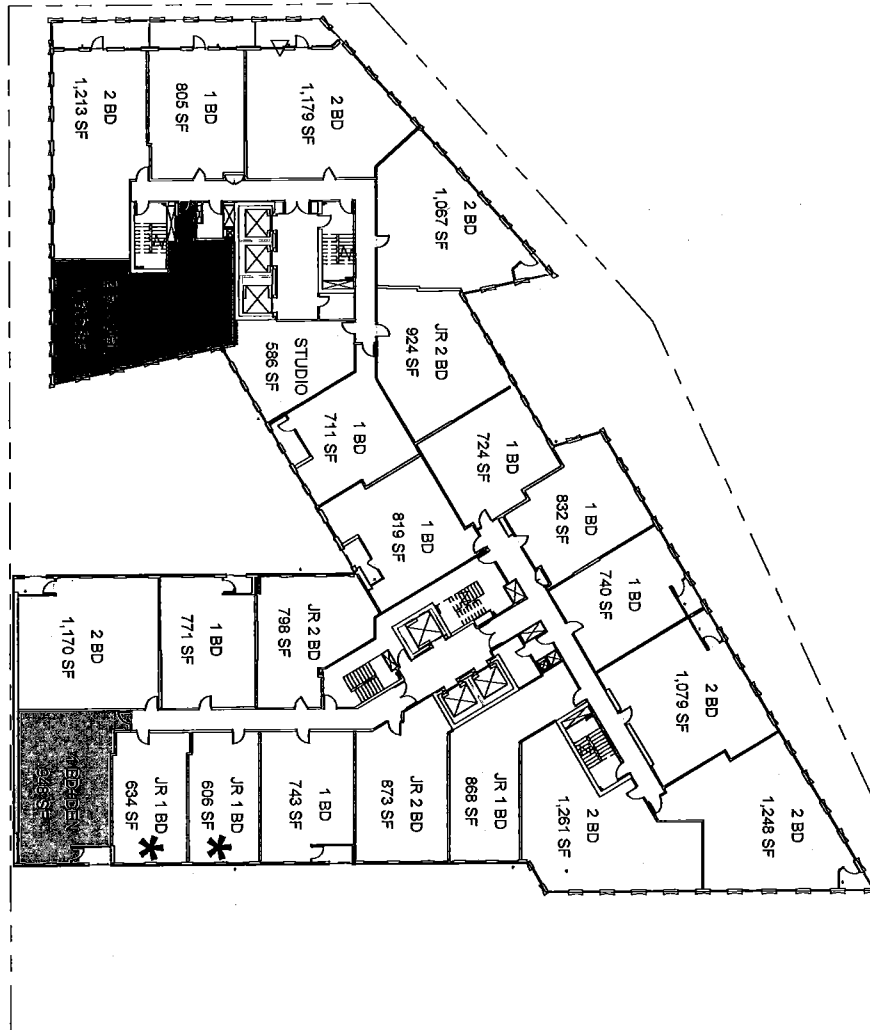 2 BD
1,213 SF
1 BD
805 SF
2 BD
1,179 SF
2 BD
1,067 SF
JR 2 BD
924 SF
STUDIO
586 SF
1 BD
711 SF
1 BD
724 SF
1 BD
819 SF
1 BD
832 SF
1 BD
740 SF
2 BD
1,079 SF
2 BD
1,248 SF
2 BD
1,170 SF
1 BD
771 SF
JR 2 BD
798 SF
JR 1 BD
634 SF
*
JR 1 BD
606 SF
*
1 BD
743 SF
JR 2 BD
873 SF
JR 1 BD
868 SF
2 BD
1,261 SF